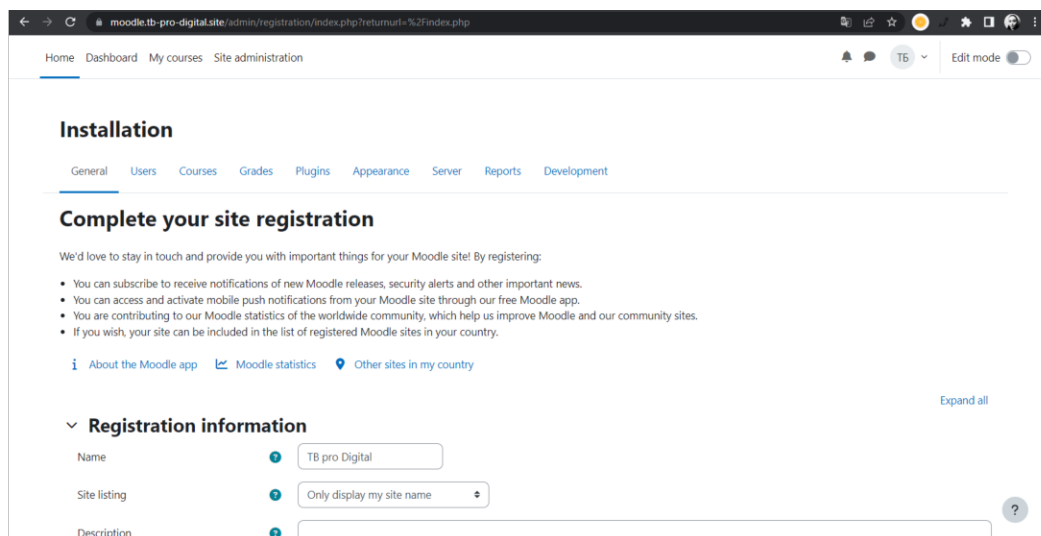 moodle.tb-pro-digital.site/admin/registration/index.php?returnurl=%2Findex.php
Home Dashboard My courses Site administration ТБ Edit mode
Installation
General Users Courses Grades Plugins Appearance Server Reports Development
Complete your site registration
We'd love to stay in touch and provide you with important things for your Moodle site! By registering:
• You can subscribe to receive notifications of new Moodle releases, security alerts and other important news.
• You can access and activate mobile push notifications from your Moodle site through our free Moodle app.
• You are contributing to our Moodle statistics of the worldwide community, which help us improve Moodle and our community sites.
• If you wish, your site can be included in the list of registered Moodle sites in your country.
About the Moodle app Moodle statistics Other sites in my country
Expand all
Registration information
Name ? TB pro Digital
Site listing ? Only display my site name
?
Description ?